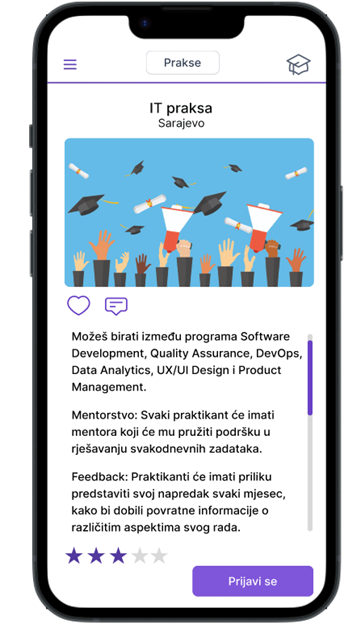 Prakse
IT praksa
Sarajevo
Možeš birati između programa Software
Development, Quality Assurance, DevOps,
Data Analytics, UX/UI Design i Product
Management.
Mentorstvo: Svaki praktikant će imati
mentora koji će mu pružiti podršku u
rješavanju svakodnevnih zadataka.
Feedback: Praktikanti će imati priliku
predstaviti svoj napredak svaki mjesec,
kako bi dobili povratne informacije o
različitim aspektima svog rada.
Prijavi se